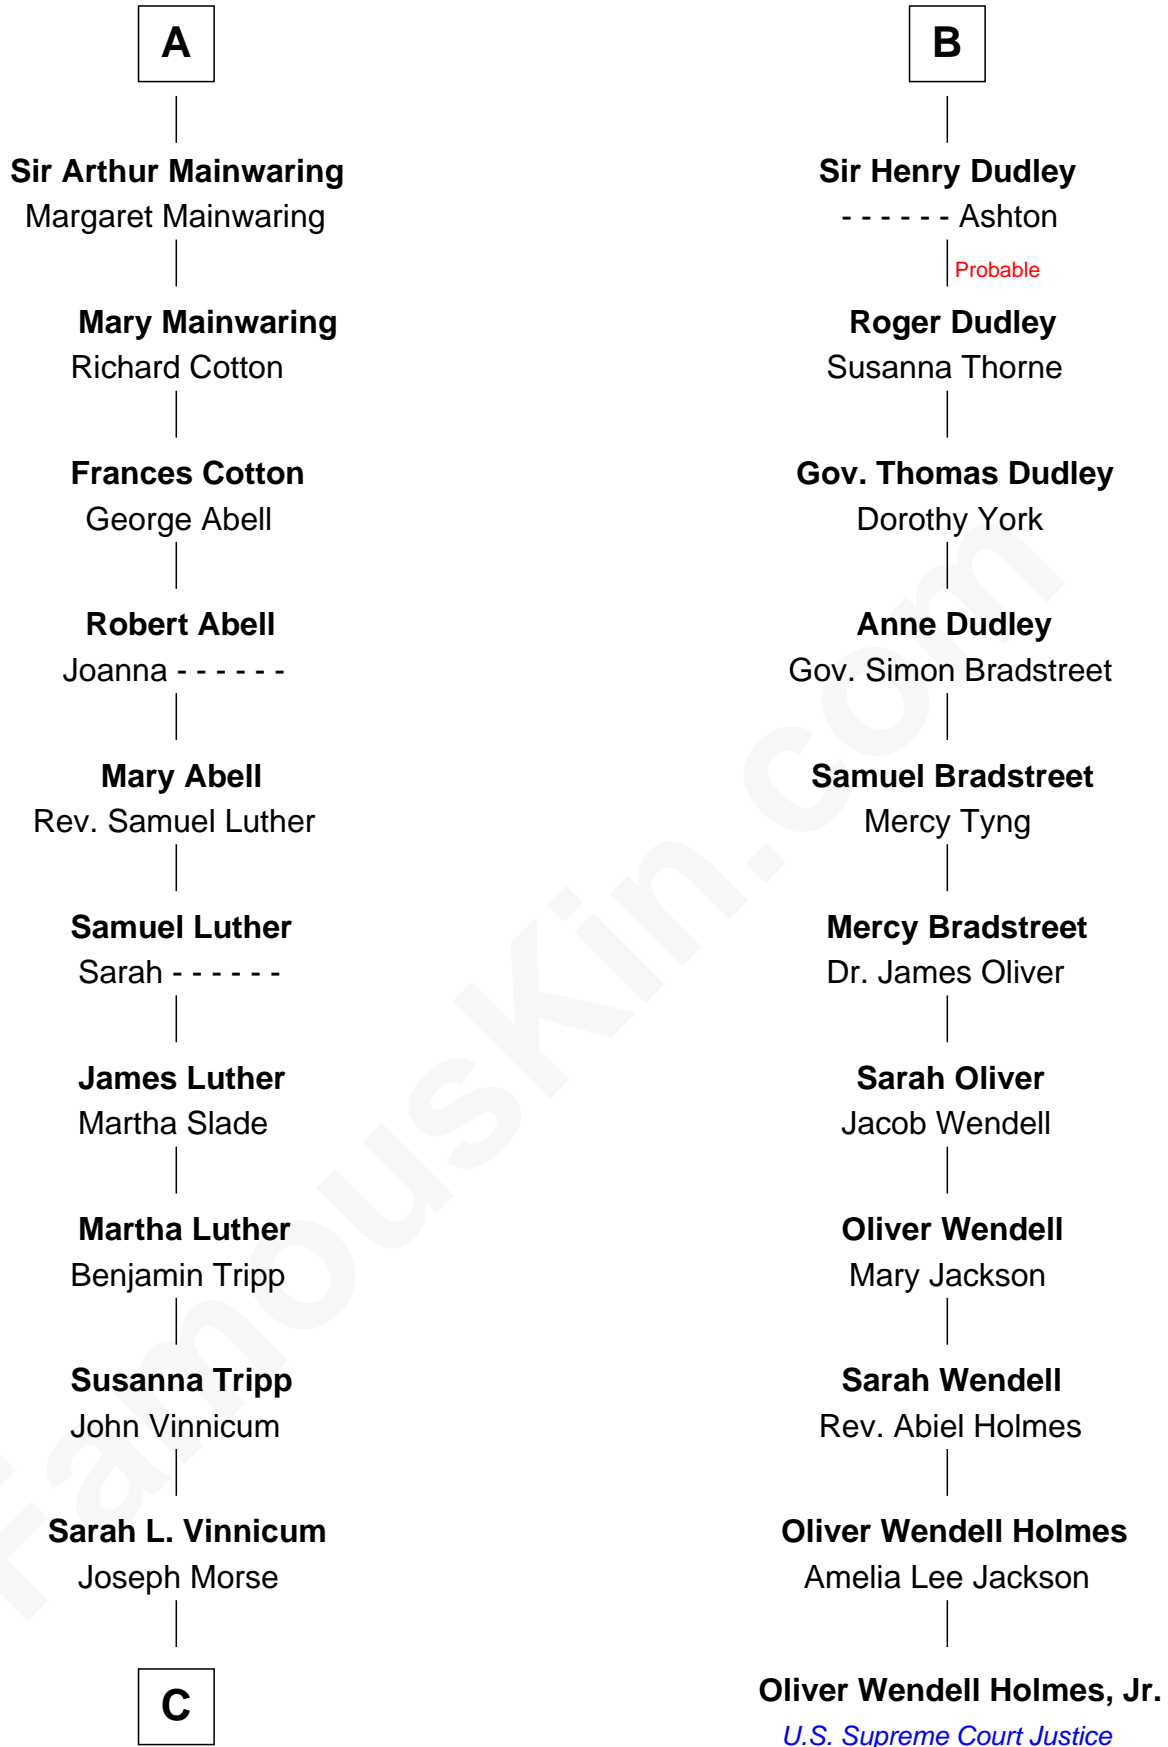 A
Sir Arthur Mainwaring
Margaret Mainwaring
Mary Mainwaring
Richard Cotton
Frances Cotton
George Abell
Robert Abell
Joanna - - - - - -
Mary Abell
Rev. Samuel Luther
Samuel Luther
Sarah - - - - - -
James Luther
Martha Slade
Martha Luther
Benjamin Tripp
Susanna Tripp
John Vinnicum
Sarah L. Vinnicum
Joseph Morse
C
B
Sir Henry Dudley
- - - - - - Ashton
Probable
Roger Dudley
Susanna Thorne
Gov. Thomas Dudley
Dorothy York
Anne Dudley
Gov. Simon Bradstreet
Samuel Bradstreet
Mercy Tyng
Mercy Bradstreet
Dr. James Oliver
Sarah Oliver
Jacob Wendell
Oliver Wendell
Mary Jackson
Sarah Wendell
Rev. Abiel Holmes
Oliver Wendell Holmes
Amelia Lee Jackson
Oliver Wendell Holmes, Jr.
U.S. Supreme Court Justice
FamousKin.com